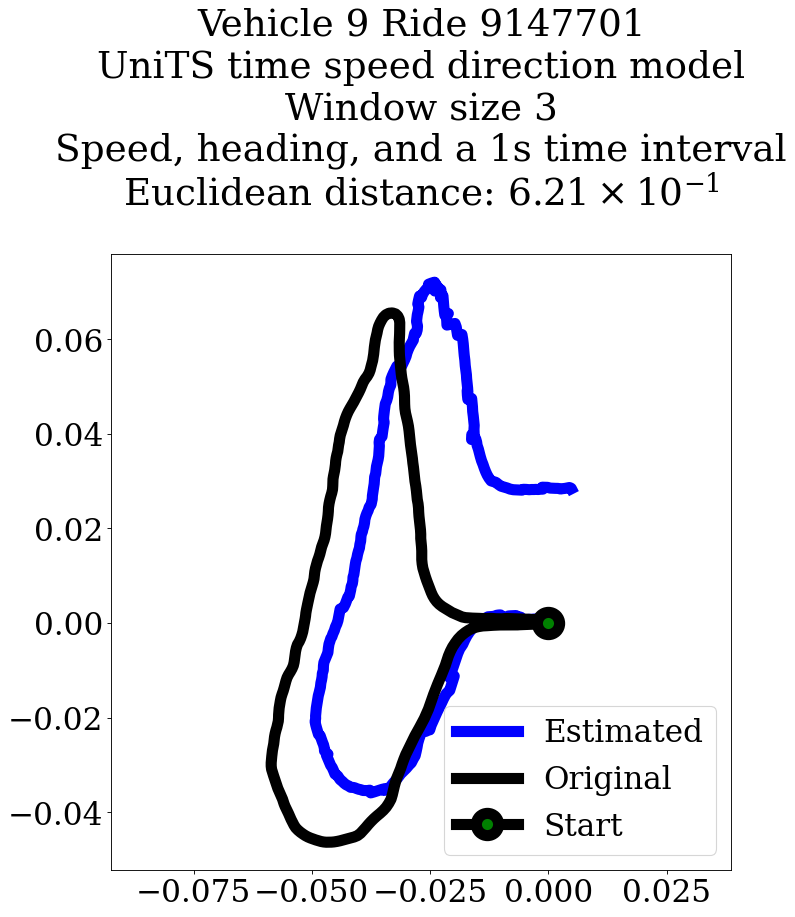 Vehicle 9 Ride 9147701
UniTS time speed direction model
Window size 3
Speed, heading, and a 1s time interval
Euclidean distance: 6.21 × 10⁻¹
0.06
0.04
0.02
0.00
−0.02
−0.04
Estimated
Original
Start
−0.075 −0.050 −0.025 0.000 0.025